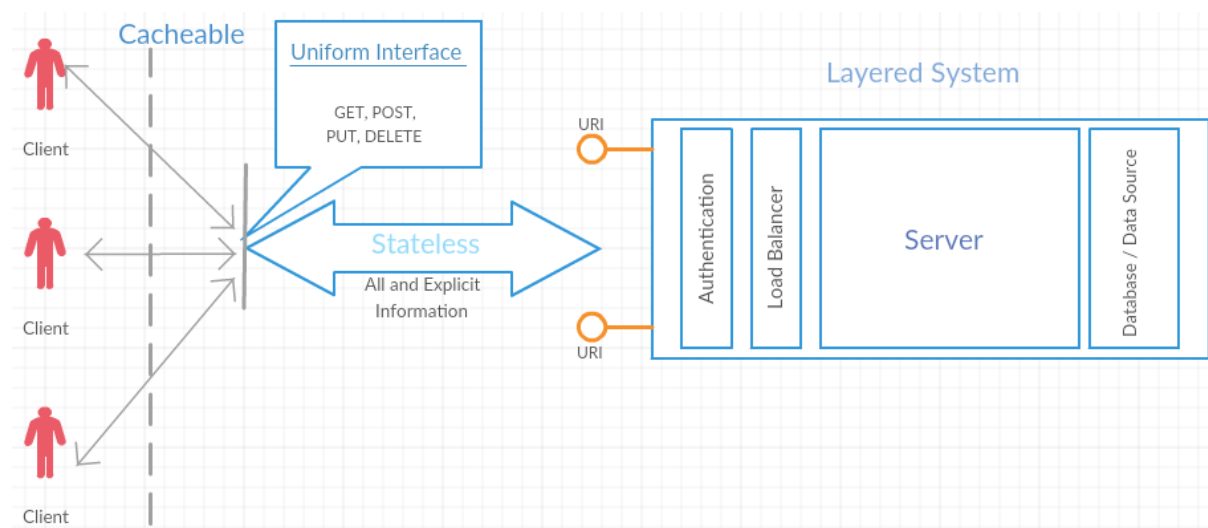 Cacheable
Client
Client
Client
Uniform Interface
GET, POST,
PUT, DELETE
Stateless
All and Explicit
Information
Layered System
URI
URI
Authentication
Load Balancer
Server
Database / Data Source